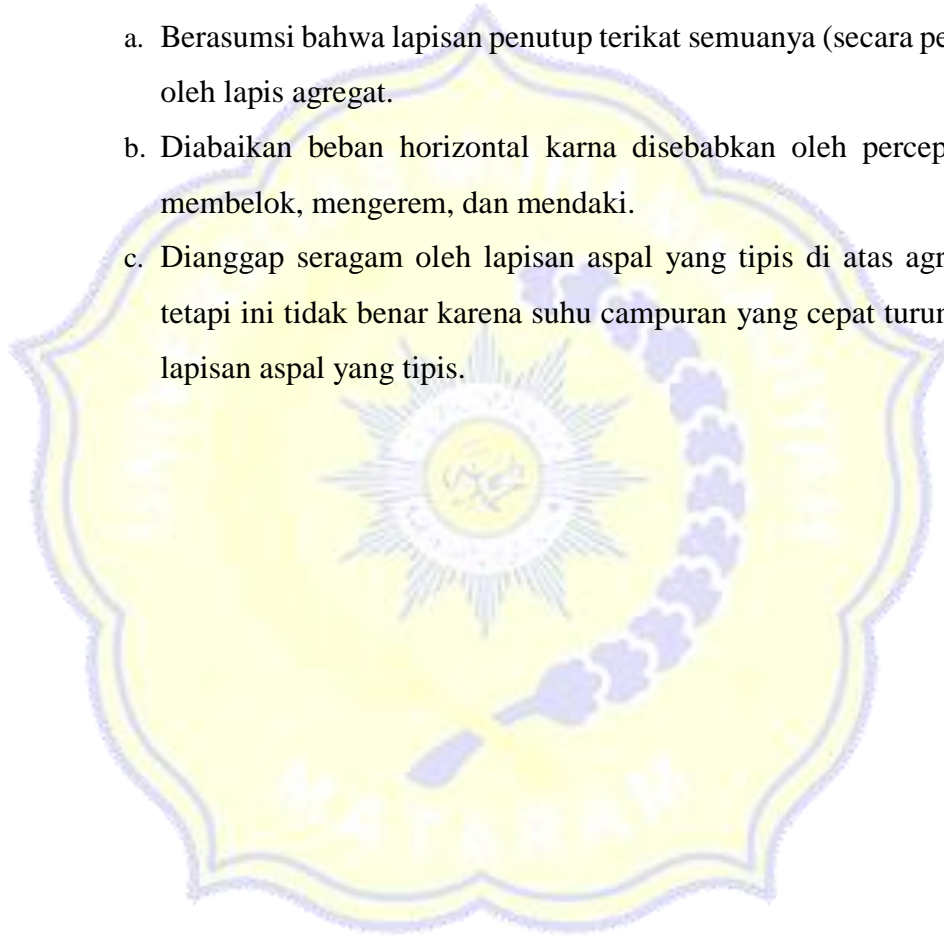 a. Berasumsi bahwa lapisan penutup terikat semuanya (secara pe
oleh lapis agregat.
b. Diabaikan beban horizontal karna disebabkan oleh percep
membelok, mengerem, dan mendaki.
c. Dianggap seragam oleh lapisan aspal yang tipis di atas agr
tetapi ini tidak benar karena suhu campuran yang cepat turun
lapisan aspal yang tipis.
MATARAM